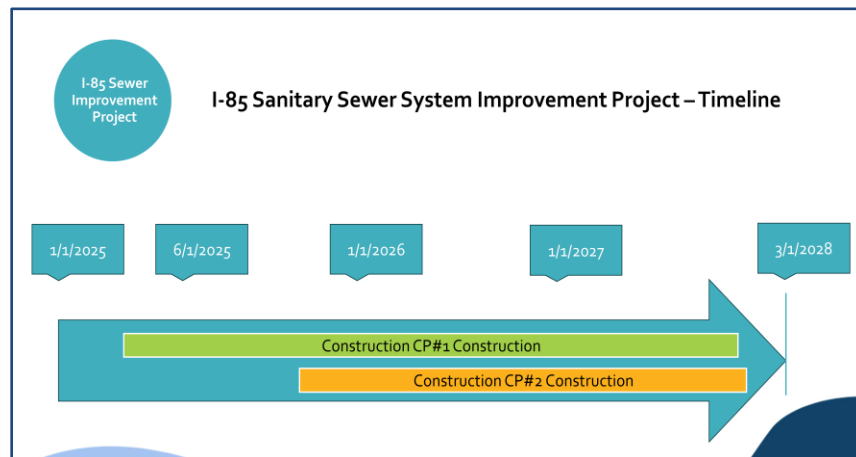 I-85 Sewer
Improvement
Project
I-85 Sanitary Sewer System Improvement Project – Timeline
1/1/2025
6/1/2025
1/1/2026
1/1/2027
3/1/2028
Construction CP#1 Construction
Construction CP#2 Construction